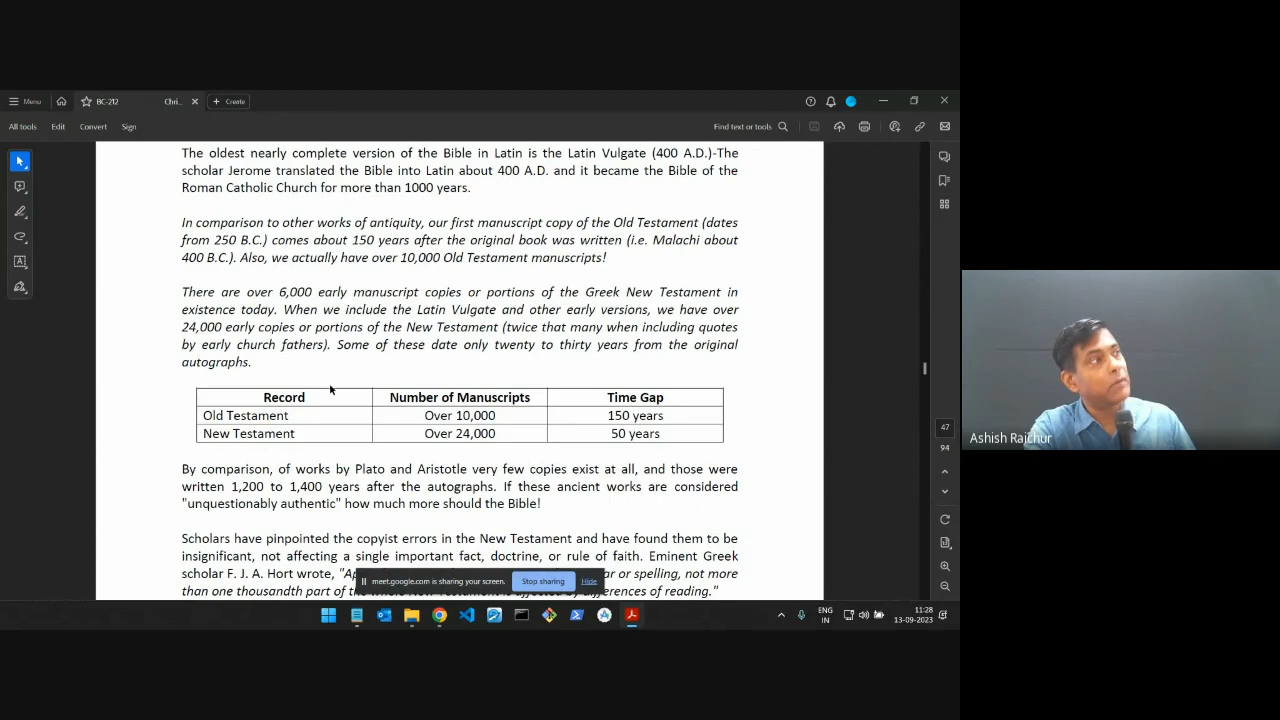 Menu
BC-212
Chri...
Create
All tools
Edit
Convert
Sign
Find text or tools
The oldest nearly complete version of the Bible in Latin is the Latin Vulgate (400 A.D.)-The
scholar Jerome translated the Bible into Latin about 400 A.D. and it became the Bible of the
Roman Catholic Church for more than 1000 years.
In comparison to other works of antiquity, our first manuscript copy of the Old Testament (dates
from 250 B.C.) comes about 150 years after the original book was written (i.e. Malachi about
400 B.C.). Also, we actually have over 10,000 Old Testament manuscripts!
There are over 6,000 early manuscript copies or portions of the Greek New Testament in
existence today. When we include the Latin Vulgate and other early versions, we have over
24,000 early copies or portions of the New Testament (twice that many when including quotes
by early church fathers). Some of these date only twenty to thirty years from the original
autographs.
Record Number of Manuscripts Time Gap
Old Testament Over 10,000 150 years
New Testament Over 24,000 50 years
By comparison, of works by Plato and Aristotle very few copies exist at all, and those were
written 1,200 to 1,400 years after the autographs. If these ancient works are considered
"unquestionably authentic" how much more should the Bible!
Scholars have pinpointed the copyist errors in the New Testament and have found them to be
insignificant, not affecting a single important fact, doctrine, or rule of faith. Eminent Greek
scholar F. J. A. Hort wrote, or spelling, not more
than one thousandth part of differences of reading."
meet.google.com is sharing your screen.
Stop sharing
Hide
47
94
ENG
IN
11:28
13-09-2023
Ashish Raichur